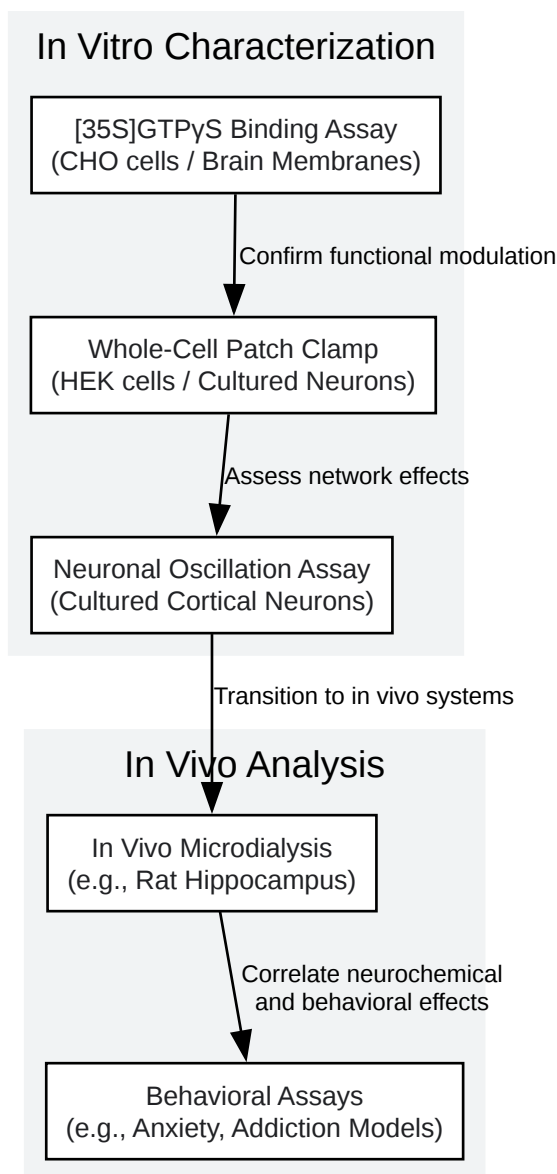 In Vitro Characterization
[35S]GTPγS Binding Assay
(CHO cells / Brain Membranes)
Confirm functional modulation
Whole-Cell Patch Clamp
(HEK cells / Cultured Neurons)
Assess network effects
Neuronal Oscillation Assay
(Cultured Cortical Neurons)
Transition to in vivo systems
In Vivo Analysis
In Vivo Microdialysis
(e.g., Rat Hippocampus)
Correlate neurochemical
and behavioral effects
Behavioral Assays
(e.g., Anxiety, Addiction Models)